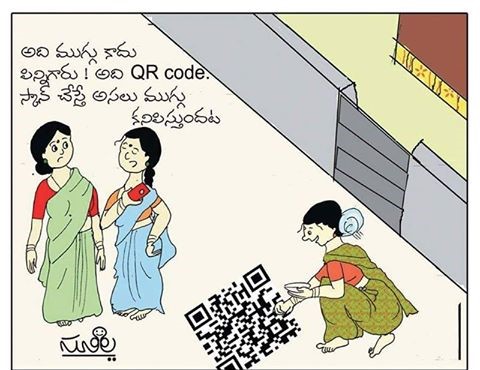 అది ముగ్గు కాదు
పిన్నిగారు ! అది QR code.
స్కాన్ చేస్తే అసలు ముగ్గు
కనిపిస్తుందట